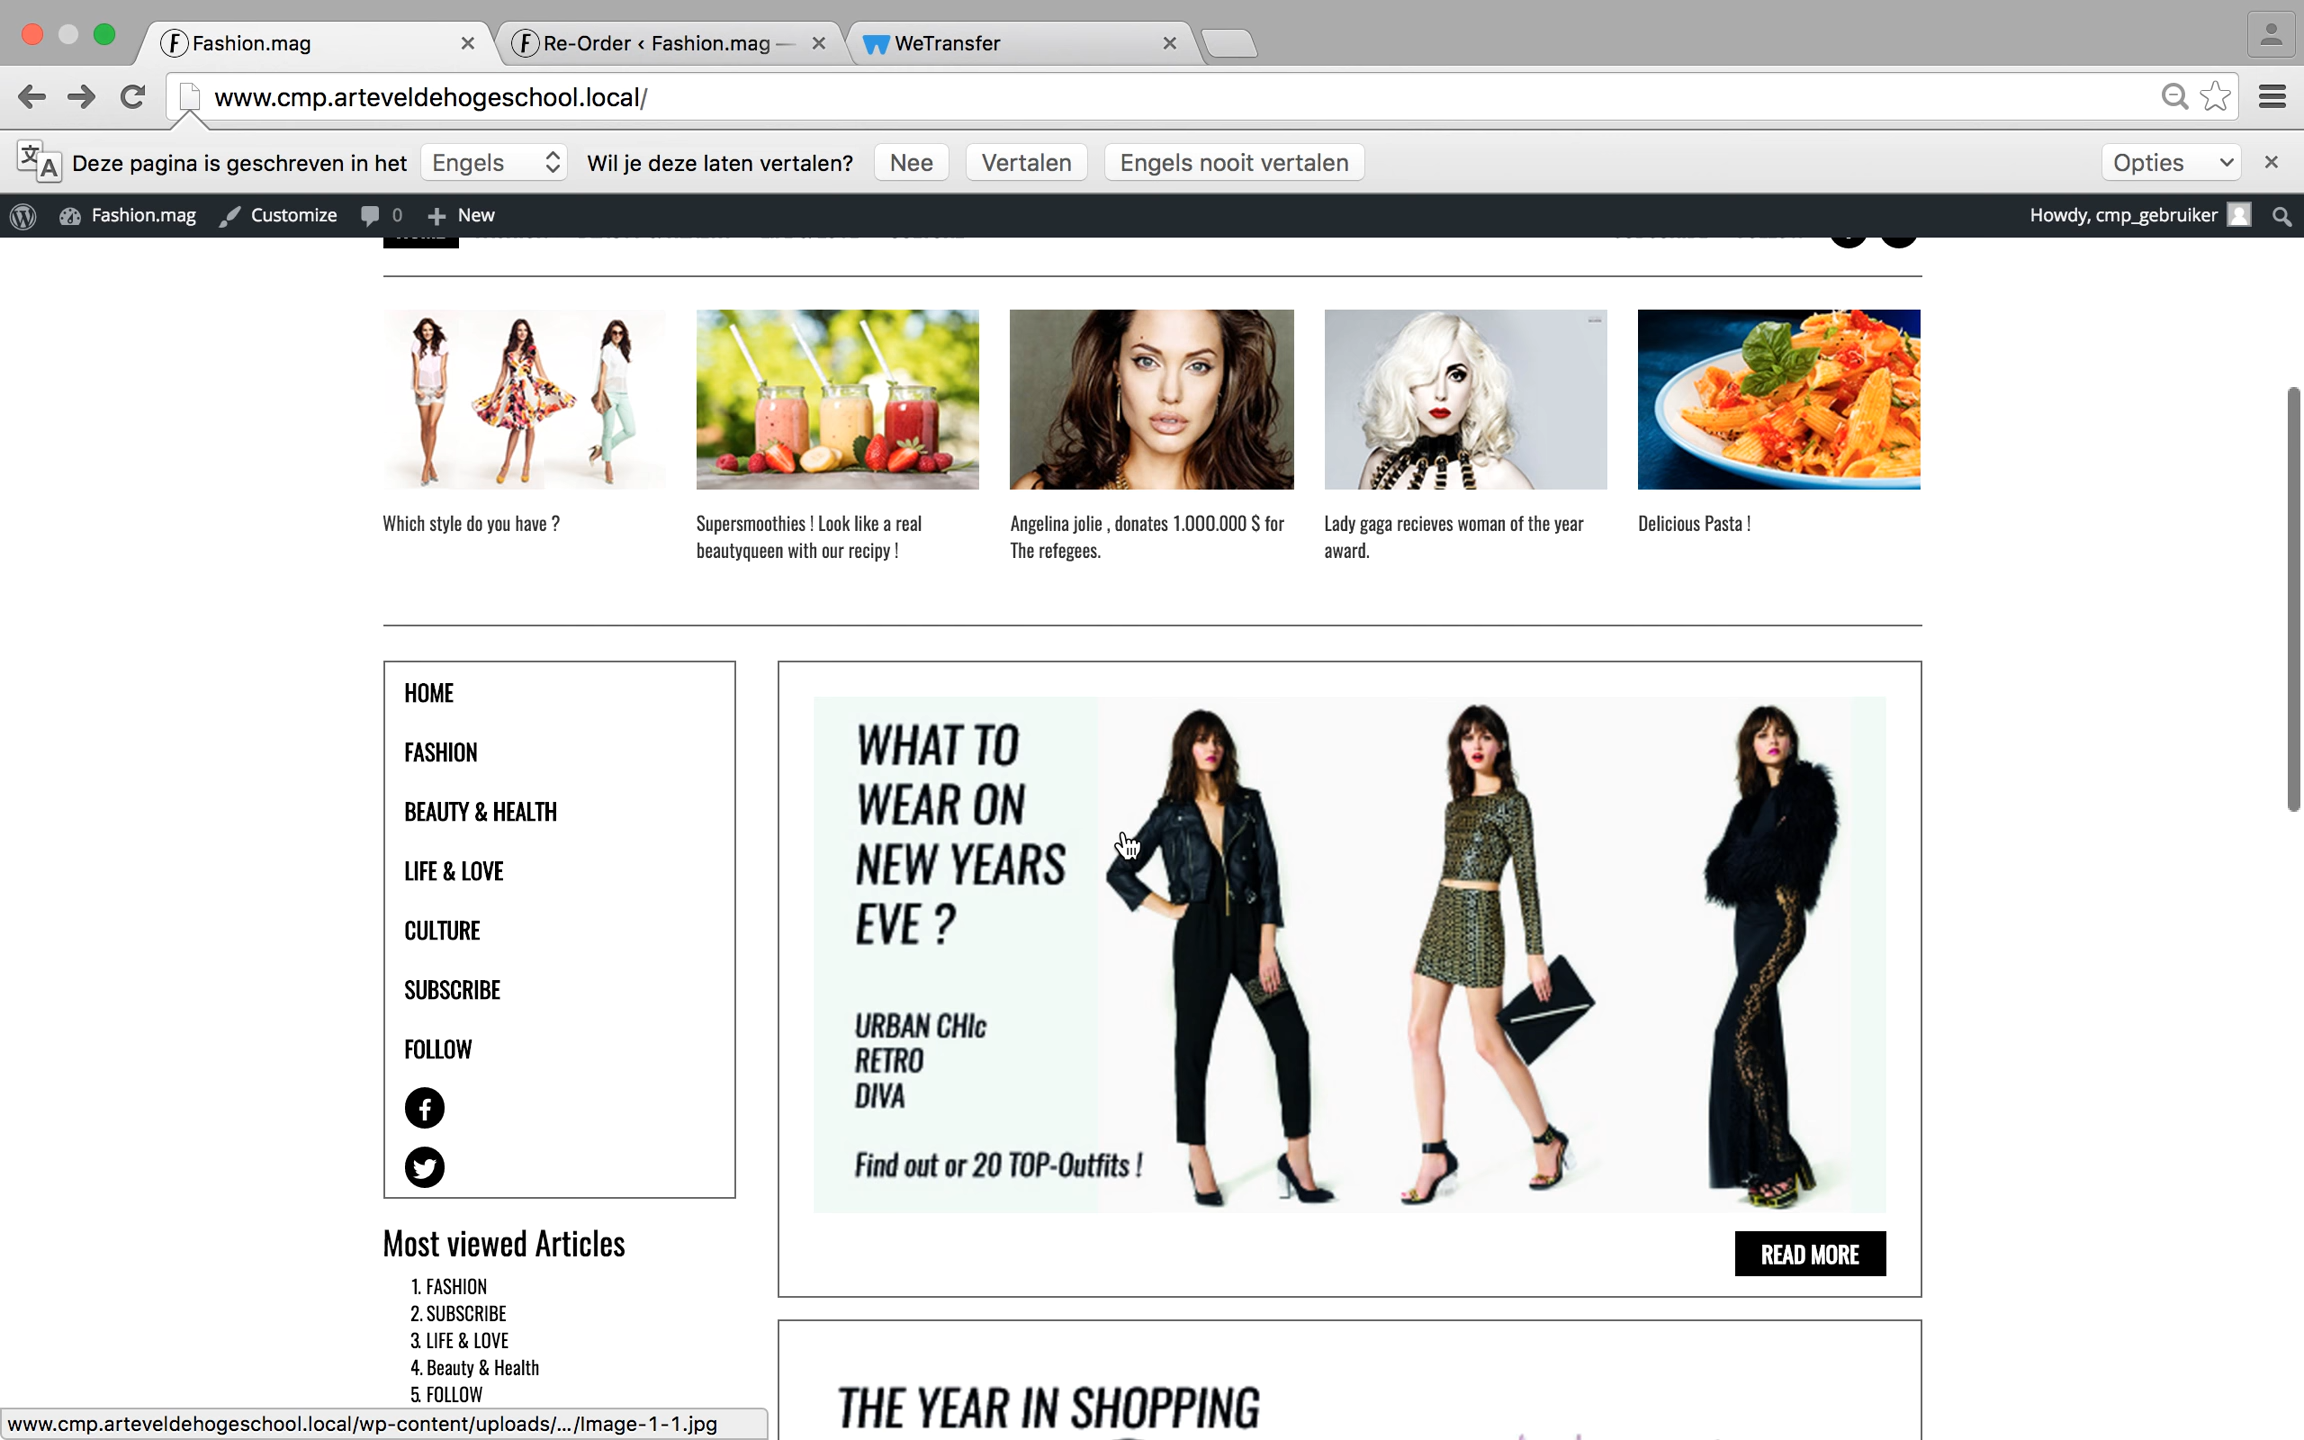 Fashion.mag
Re-Order ‹ Fashion.mag —
WeTransfer
www.cmp.arteveldehogeschool.local/
Deze pagina is geschreven in het Engels Wil je deze laten vertalen? Nee Vertalen Engels nooit vertalen Opties
Fashion.mag Customize 0 New Howdy, cmp_gebruiker
Which style do you have ?
Supersmoothies ! Look like a real
beautyqueen with our recipy !
Angelina jolie , donates 1.000.000 $ for
The refegees.
Lady gaga recieves woman of the year
award.
Delicious Pasta !
HOME
FASHION
BEAUTY & HEALTH
LIFE & LOVE
CULTURE
SUBSCRIBE
FOLLOW
Most viewed Articles
1. FASHION
2. SUBSCRIBE
3. LIFE & LOVE
4. Beauty & Health
5. FOLLOW
WHAT TO
WEAR ON
NEW YEARS
EVE ?
URBAN CHIc
RETRO
DIVA
Find out or 20 TOP-Outfits !
READ MORE
THE YEAR IN SHOPPING
www.cmp.arteveldehogeschool.local/wp-content/uploads/.../Image-1-1.jpg